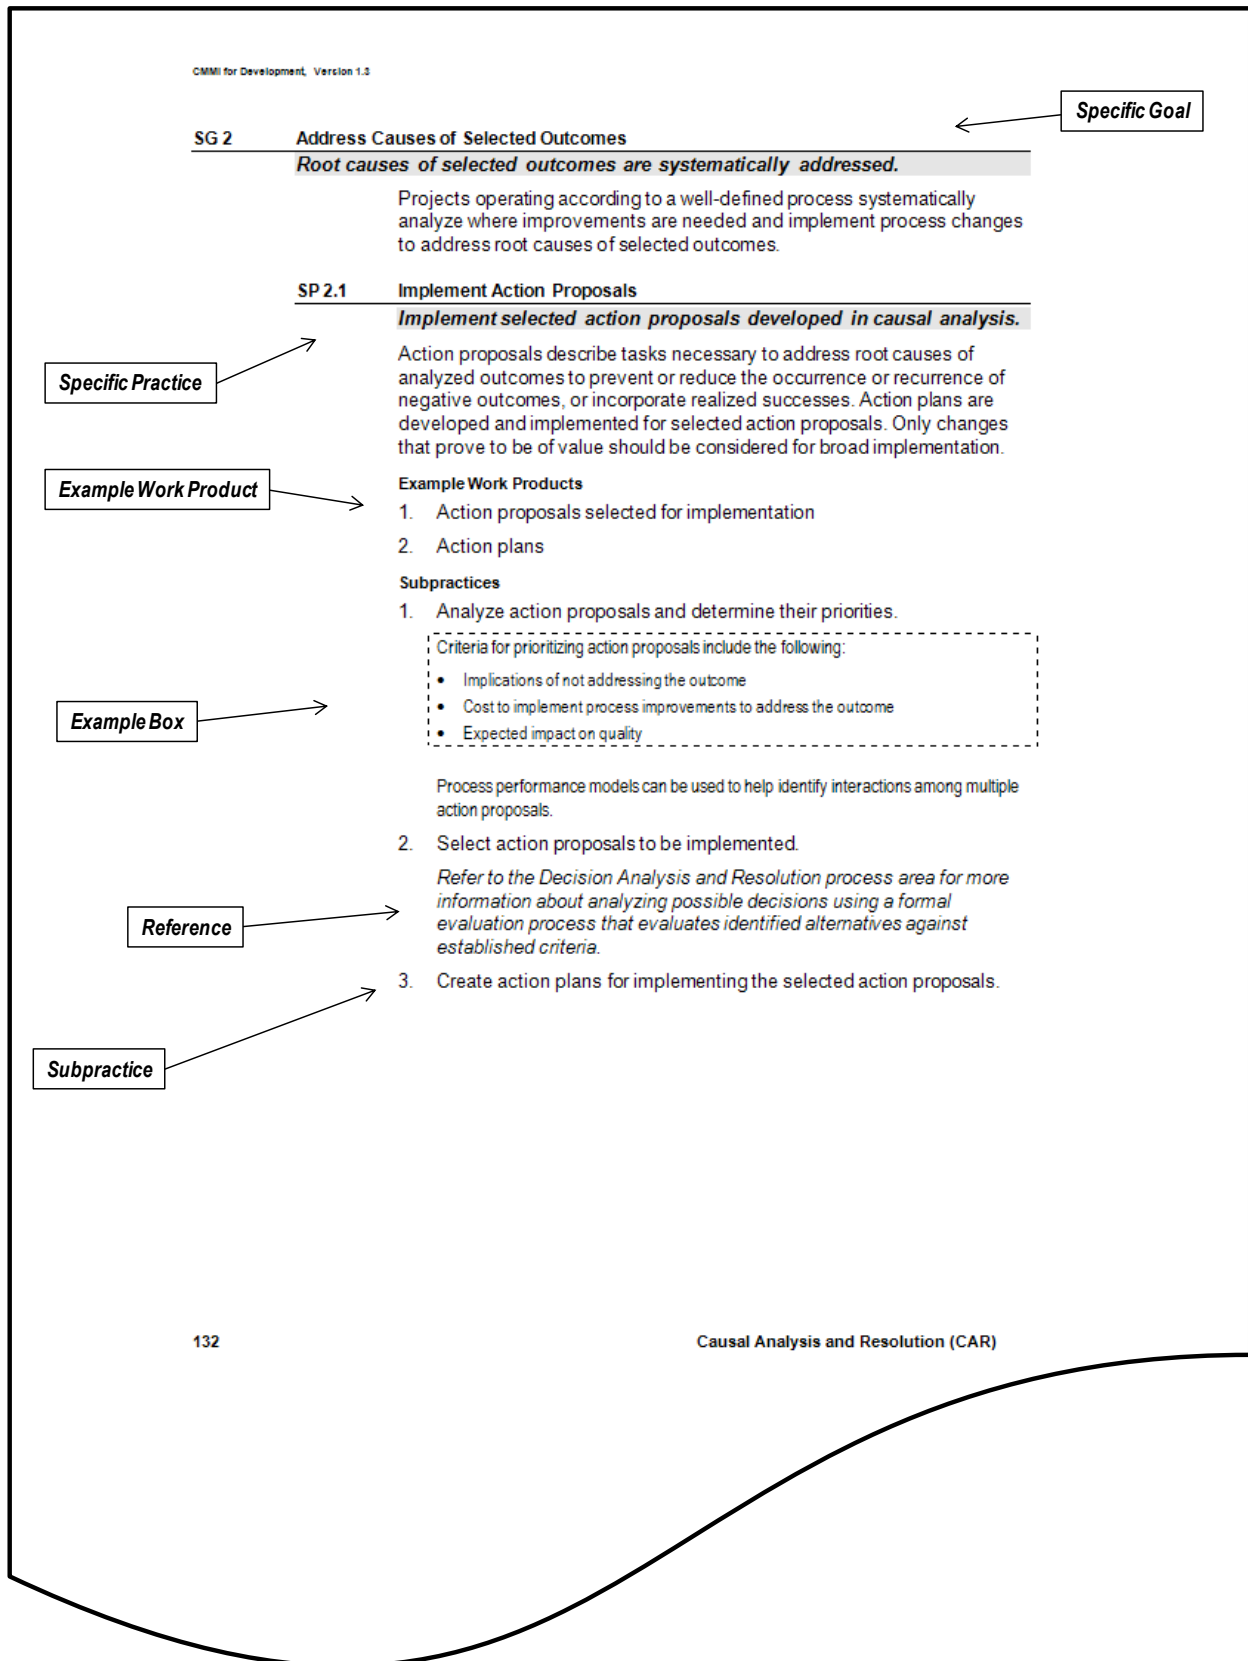 CMMI for Development, Version 1.3
Specific Goal
SG 2 Address Causes of Selected Outcomes
Root causes of selected outcomes are systematically addressed.
Projects operating according to a well-defined process systematically
analyze where improvements are needed and implement process changes
to address root causes of selected outcomes.
SP 2.1 Implement Action Proposals
Implement selected action proposals developed in causal analysis.
Specific Practice
Action proposals describe tasks necessary to address root causes of
analyzed outcomes to prevent or reduce the occurrence or recurrence of
negative outcomes, or incorporate realized successes. Action plans are
developed and implemented for selected action proposals. Only changes
that prove to be of value should be considered for broad implementation.
Example Work Product
Example Work Products
1. Action proposals selected for implementation
2. Action plans
Subpractices
1. Analyze action proposals and determine their priorities.
Example Box
Criteria for prioritizing action proposals include the following:
• Implications of not addressing the outcome
• Cost to implement process improvements to address the outcome
• Expected impact on quality
Process performance models can be used to help identify interactions among multiple
action proposals.
2. Select action proposals to be implemented.
Reference
Refer to the Decision Analysis and Resolution process area for more
information about analyzing possible decisions using a formal
evaluation process that evaluates identified alternatives against
established criteria.
3. Create action plans for implementing the selected action proposals.
Subpractice
132 Causal Analysis and Resolution (CAR)